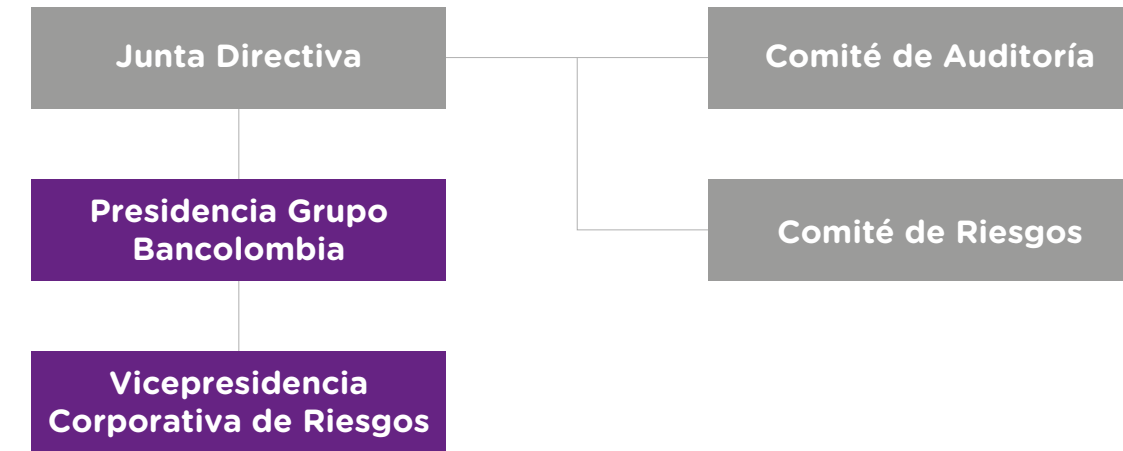 Junta Directiva
Comité de Auditoría
Presidencia Grupo
Bancolombia
Comité de Riesgos
Vicepresidencia
Corporativa de Riesgos